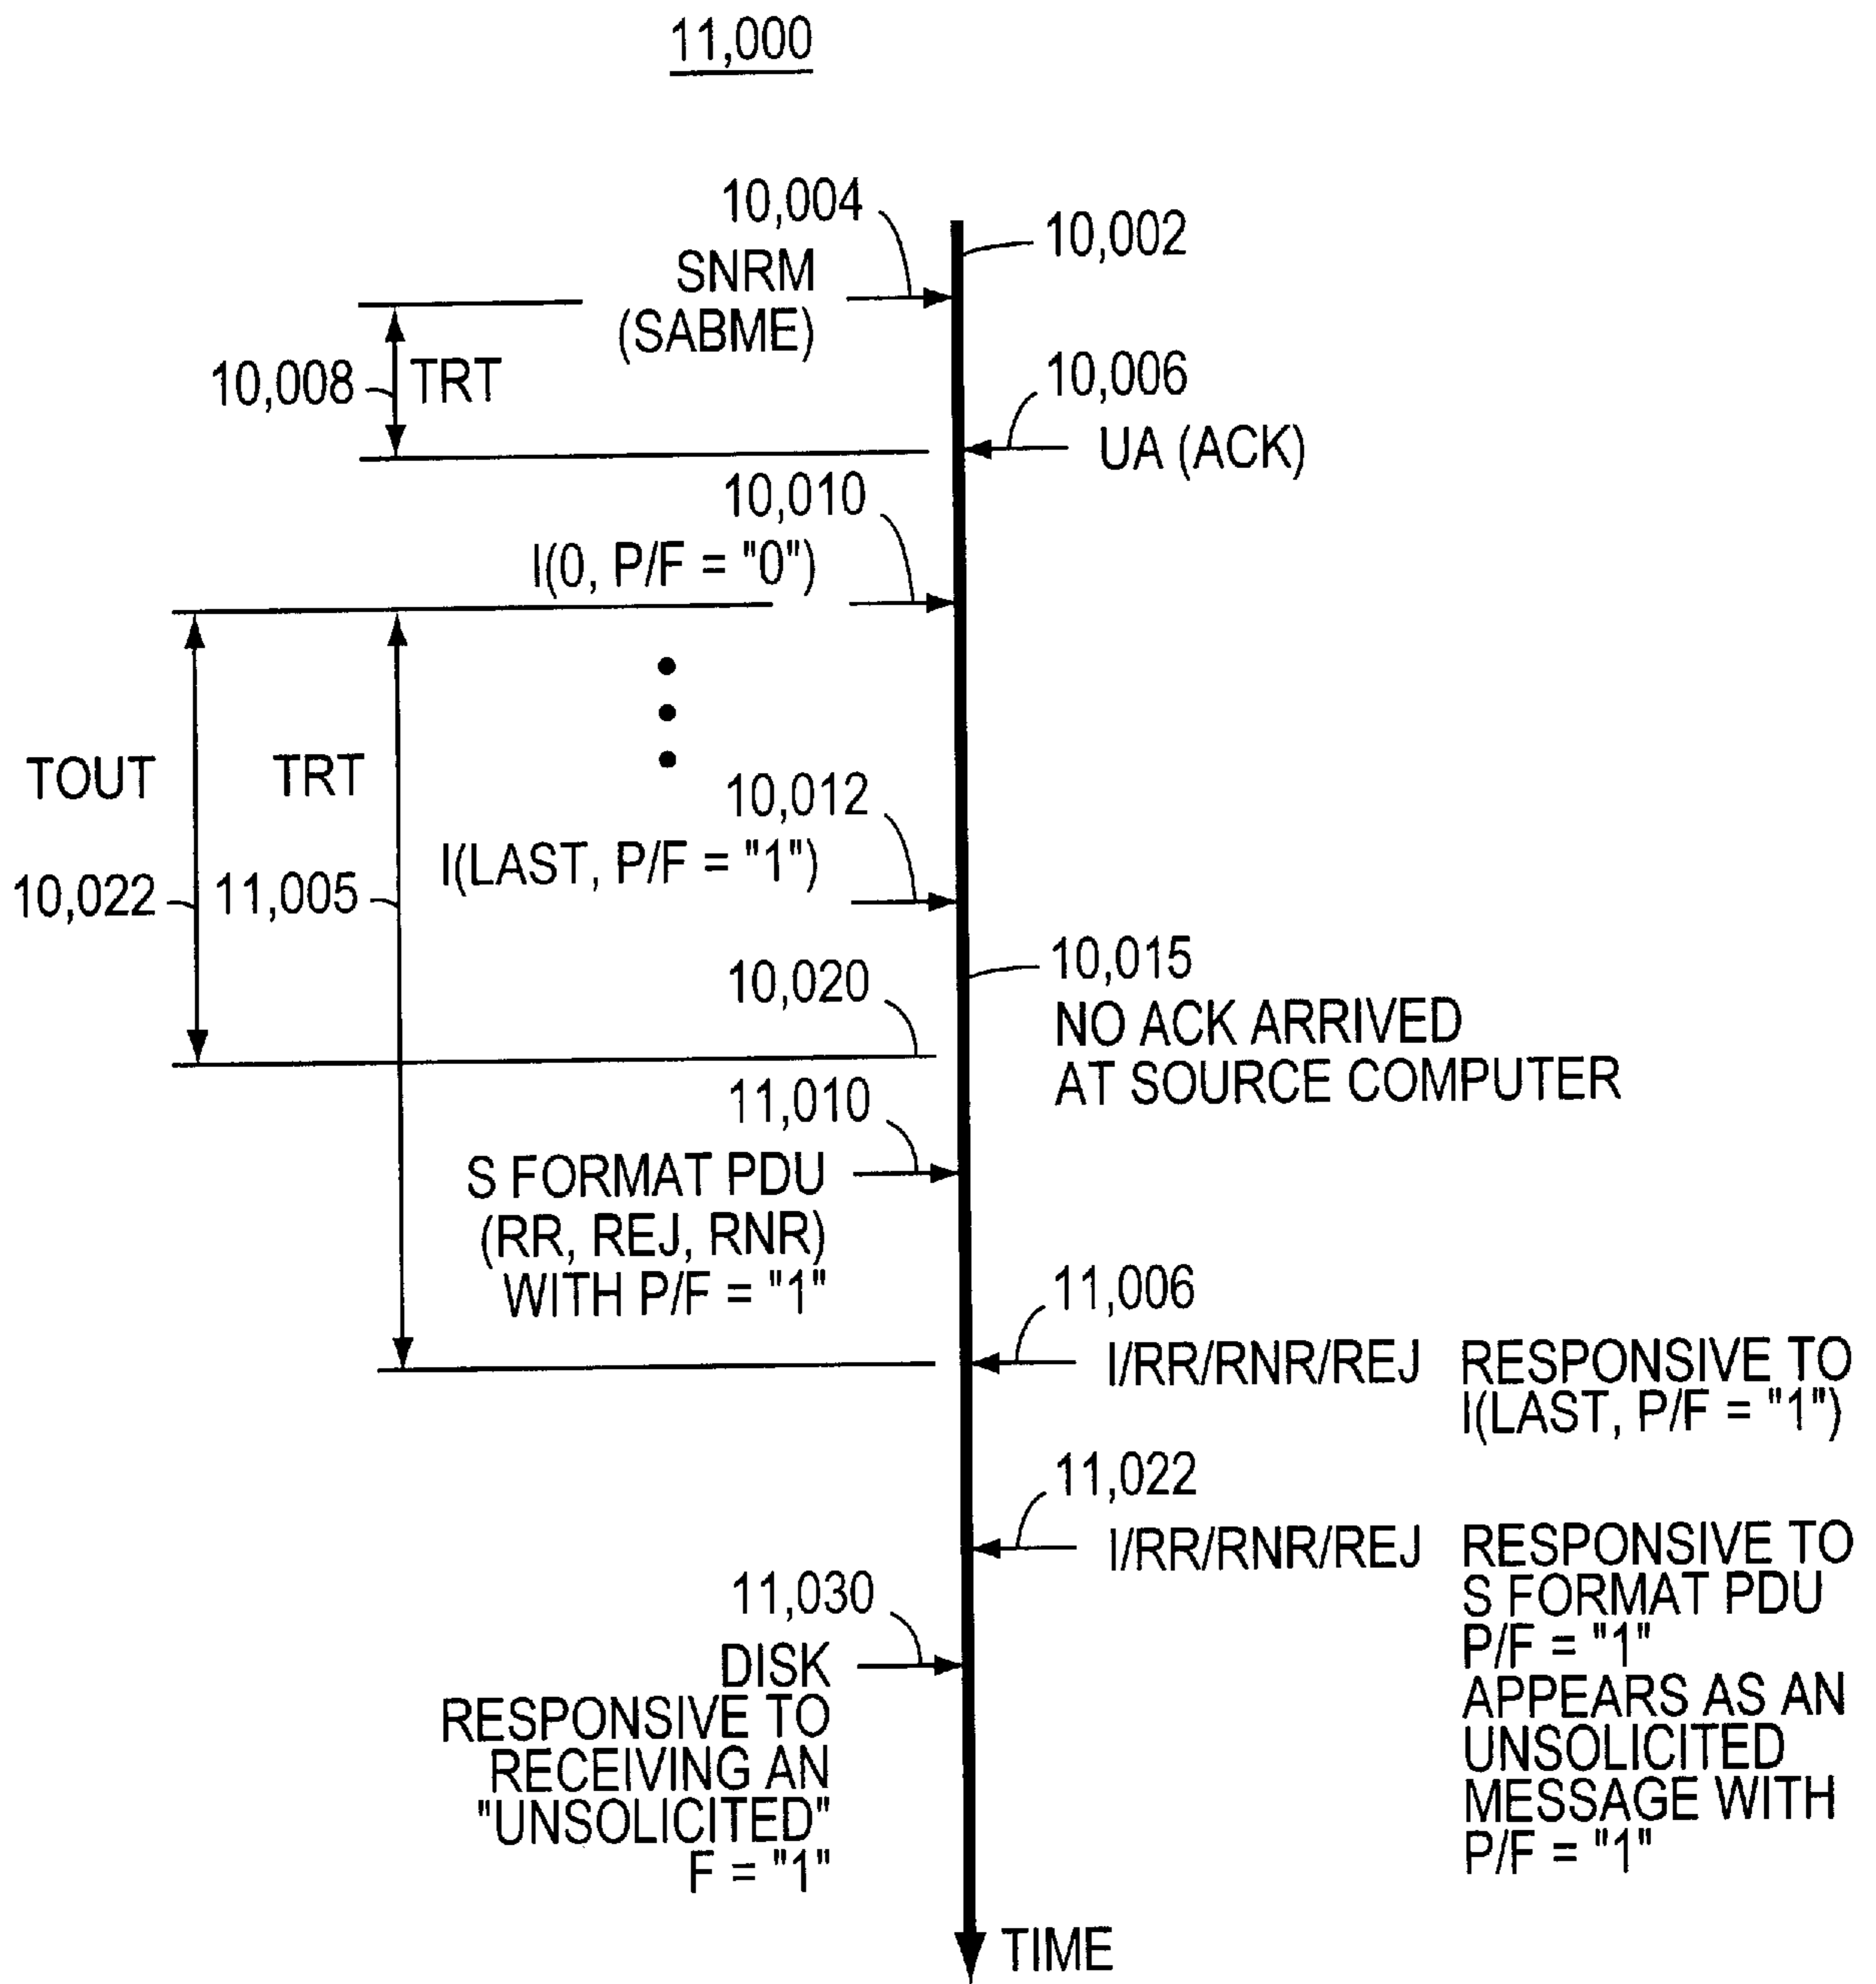 11,000
10,004
10,002
SNRM
(SABME)
10,008
TRT
10,006
UA (ACK)
10,010
I(0, P/F = "0")
TOUT
TRT
10,012
I(LAST, P/F = "1")
10,022
11,005
10,015
NO ACK ARRIVED
AT SOURCE COMPUTER
10,020
11,010
S FORMAT PDU
(RR, REJ, RNR)
WITH P/F = "1"
11,006
I/RR/RNR/REJ
RESPONSIVE TO
I(LAST, P/F = "1")
11,022
I/RR/RNR/REJ
RESPONSIVE TO
S FORMAT PDU
P/F = "1"
APPEARS AS AN
UNSOLICITED
MESSAGE WITH
P/F = "1"
11,030
DISK
RESPONSIVE TO
RECEIVING AN
"UNSOLICITED"
F = "1"
TIME